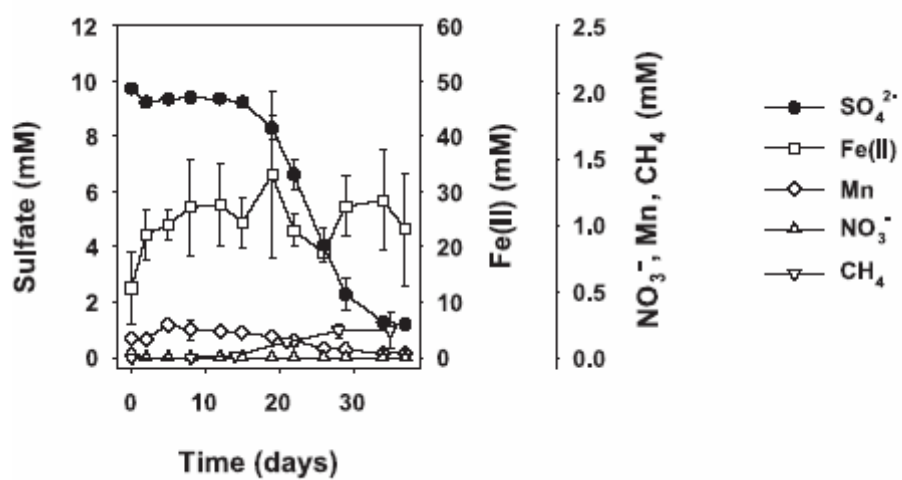 12
10
8
6
4
2
0
Sulfate (mM)
60
50
40
30
20
10
0
Fe(II) (mM)
2.5
2.0
1.5
1.0
0.5
0.0
NO₃⁻, Mn, CH₄ (mM)
0 10 20 30
Time (days)
SO₄²⁻
Fe(II)
Mn
NO₃⁻
CH₄